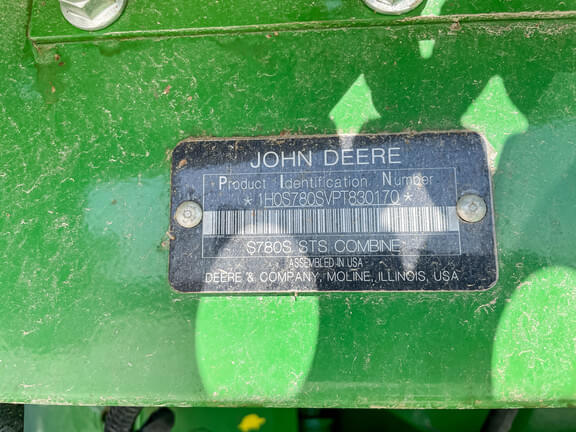 JOHN DEERE
Product Identification Number
*1H0S780SVPT830170*
S780S STS COMBINE
ASSEMBLED IN USA
DEERE & COMPANY, MOLINE, ILLINOIS, USA